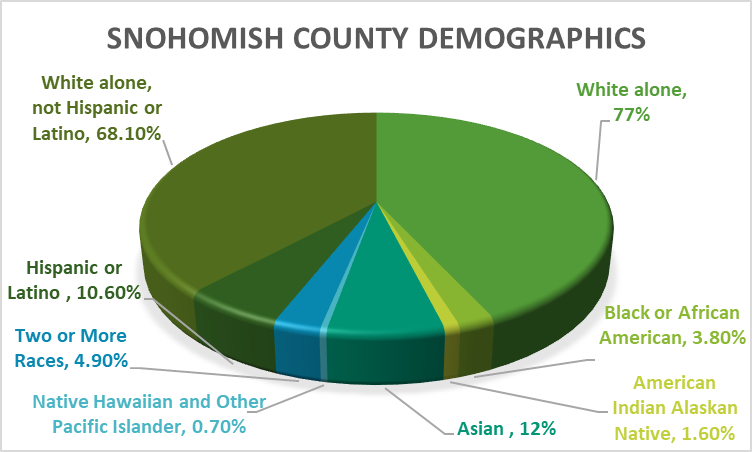 SNOHOMISH COUNTY DEMOGRAPHICS
White alone,
not Hispanic or
Latino, 68.10%
White alone,
77%
Hispanic or
Latino , 10.60%
Two or More
Races, 4.90%
Native Hawaiian and Other
Pacific Islander, 0.70%
Asian , 12%
Black or African
American, 3.80%
American
Indian Alaskan
Native, 1.60%